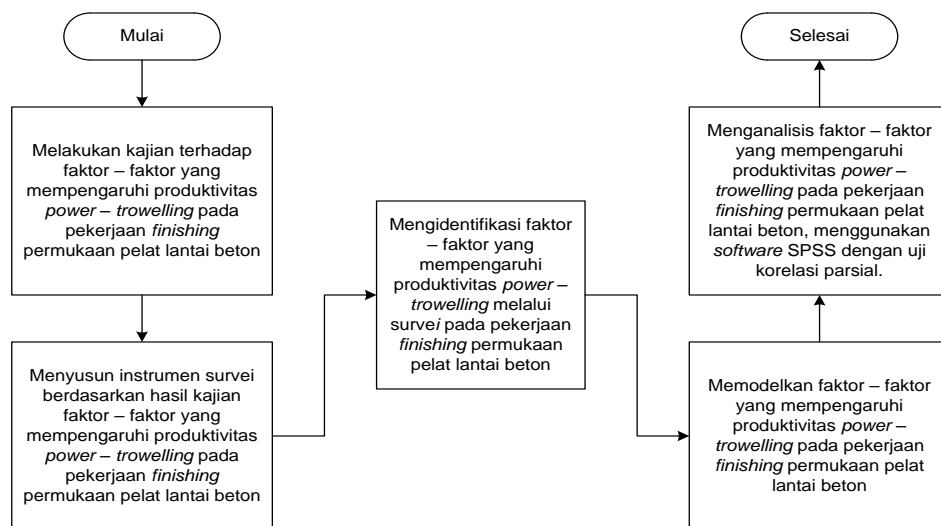 Mulai
Melakukan kajian terhadap
faktor – faktor yang
mempengaruhi produktivitas
power – trowelling pada
pekerjaan finishing
permukaan pelat lantai beton
Menyusun instrumen survei
berdasarkan hasil kajian
faktor – faktor yang
mempengaruhi produktivitas
power – trowelling pada
pekerjaan finishing
permukaan pelat lantai beton
Mengidentifikasi faktor
– faktor yang
mempengaruhi
produktivitas power –
trowelling melalui
survei pada pekerjaan
finishing permukaan
pelat lantai beton
Memodelkan faktor – faktor
yang mempengaruhi
produktivitas power –
trowelling pada pekerjaan
finishing permukaan pelat
lantai beton
Menganalisis faktor – faktor
yang mempengaruhi
produktivitas power –
trowelling pada pekerjaan
finishing permukaan pelat
lantai beton, menggunakan
software SPSS dengan uji
korelasi parsial.
Selesai